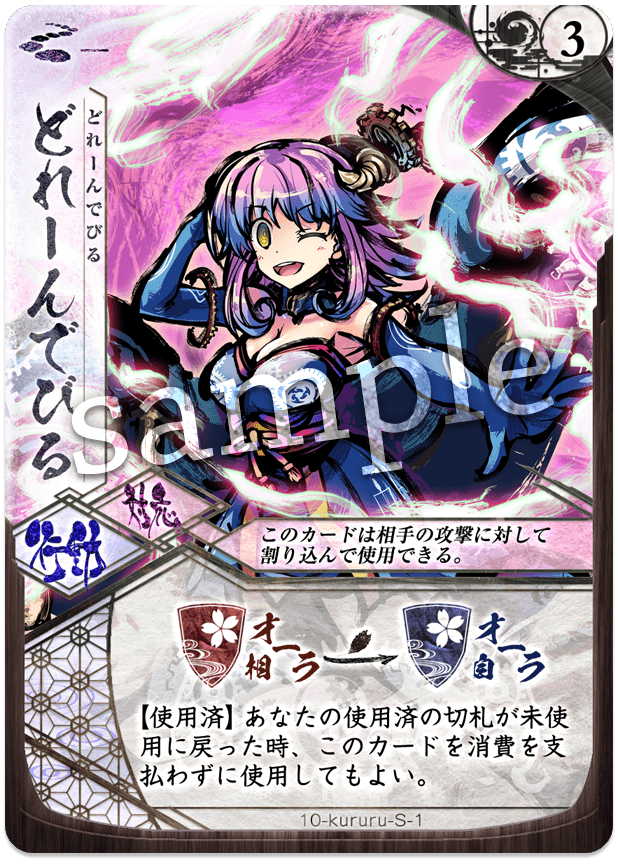 3
どれーんでびる
どれーんでびる
sample
対応
行動
このカードは相手の攻撃に対して
割り込んで使用できる。
相オーラ
自オーラ
【使用済】あなたの使用済の切札が未使
用に戻った時、このカードを消費を支
払わずに使用してもよい。
10-kururu-S-1